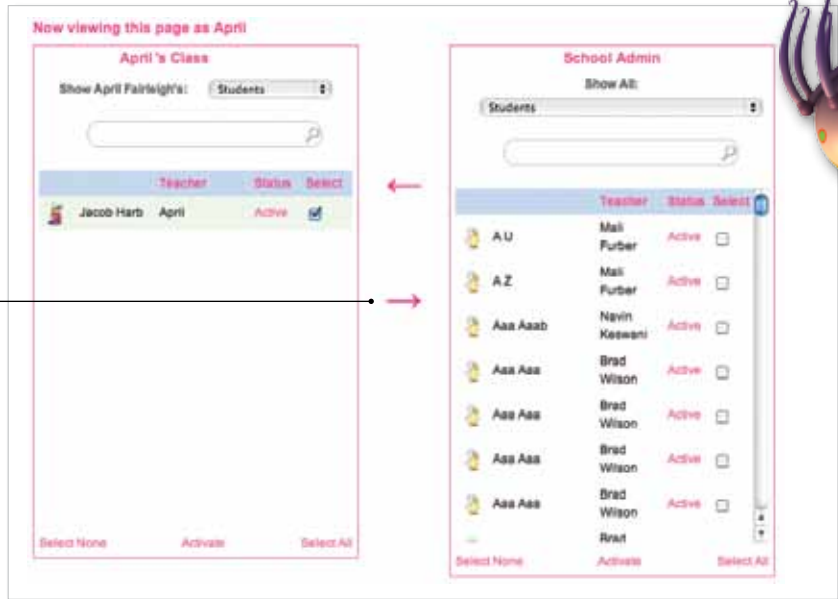 Now viewing this page as April
April's Class
Show April Fairleigh's: Students
Teacher Status Select
Jacob Harb April Active
Select None Activate Select All
School Admin
Show All:
Students
Teacher Status Select
A U Mali Furber Active
A Z Mali Furber Active
Aaa Aaab Navin Keswani Active
Aaa Aaa Brad Wilson Active
Aaa Aaa Brad Wilson Active
Aaa Aaa Brad Wilson Active
Aaa Aaa Brad Wilson Active
Brad
Select None Activate Select All